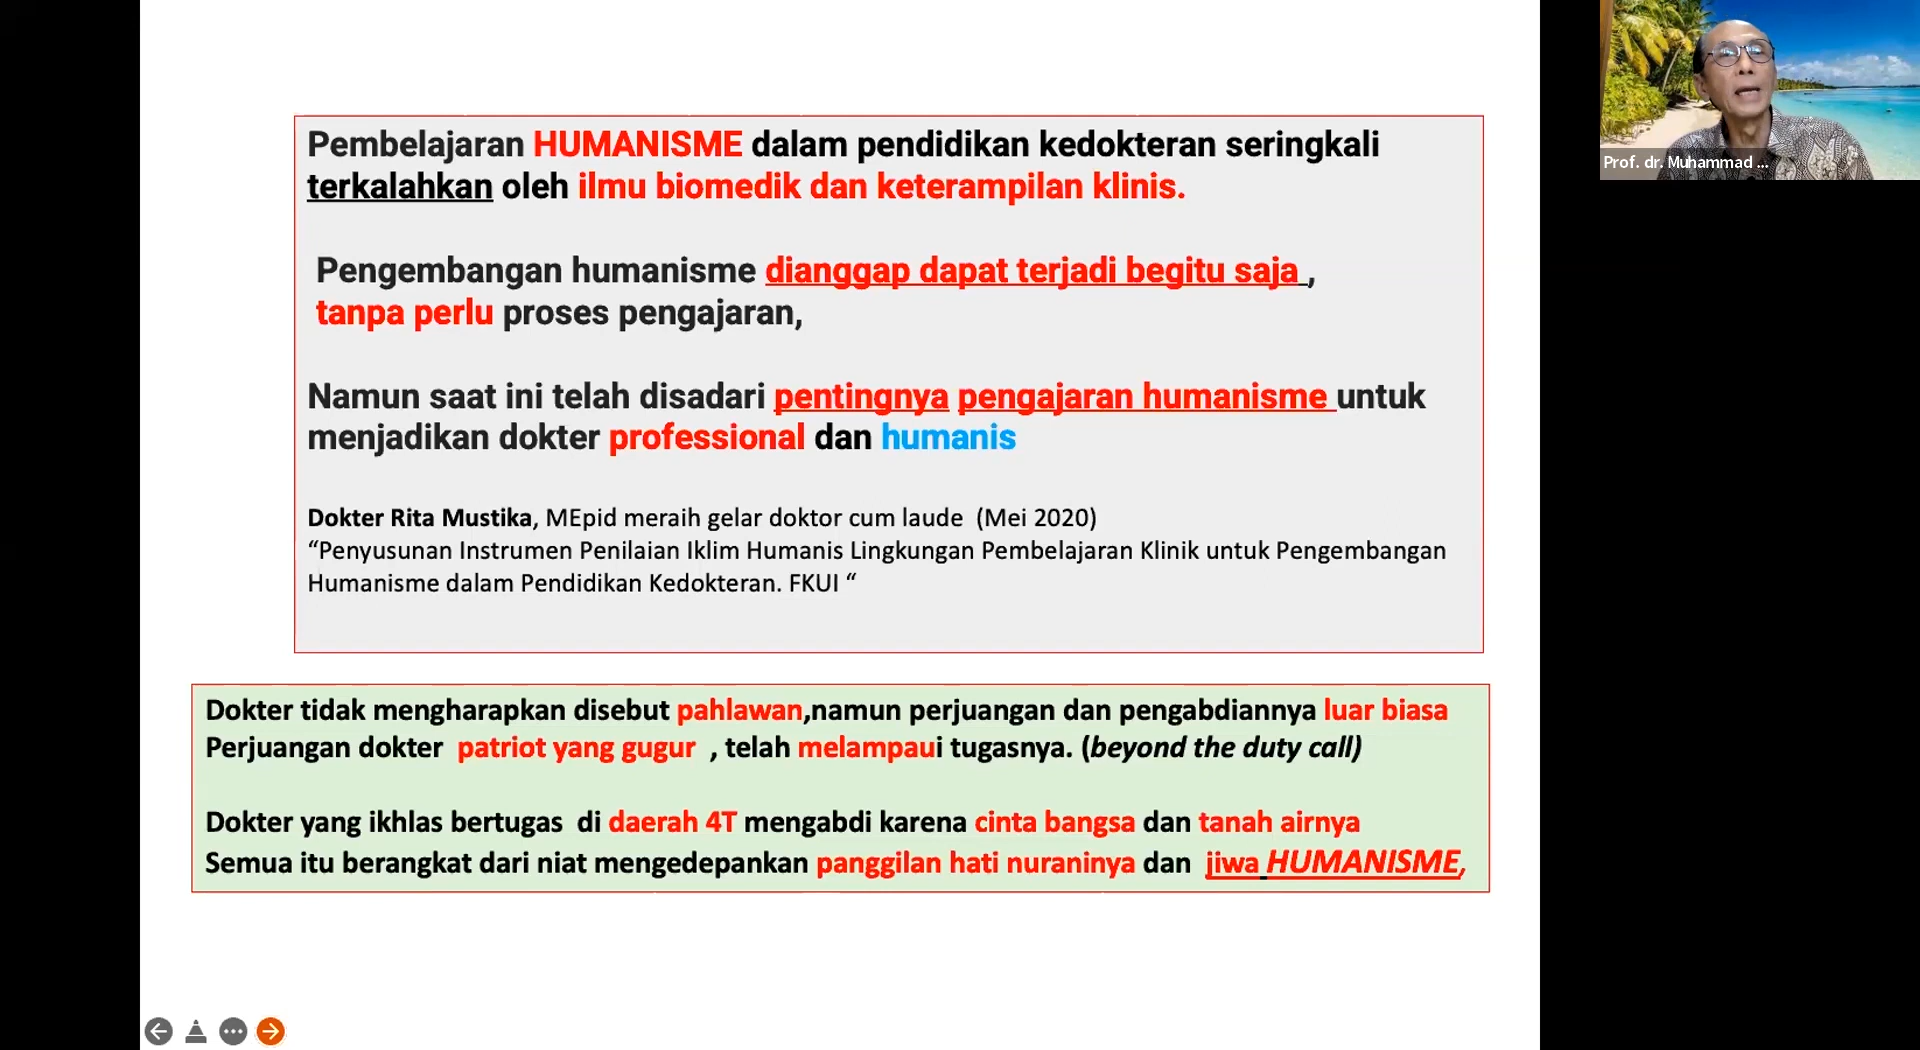 Pembelajaran HUMANISME dalam pendidikan kedokteran seringkali
terkalahkan oleh ilmu biomedik dan keterampilan klinis.
Pengembangan humanisme dianggap dapat terjadi begitu saja ,
tanpa perlu proses pengajaran,
Namun saat ini telah disadari pentingnya pengajaran humanisme untuk
menjadikan dokter professional dan humanis
Dokter Rita Mustika, MEpid meraih gelar doktor cum laude (Mei 2020)
“Penyusunan Instrumen Penilaian Iklim Humanis Lingkungan Pembelajaran Klinik untuk Pengembangan
Humanisme dalam Pendidikan Kedokteran. FKUI “
Dokter tidak mengharapkan disebut pahlawan,namun perjuangan dan pengabdiannya luar biasa
Perjuangan dokter patriot yang gugur , telah melampaui tugasnya. (beyond the duty call)
Dokter yang ikhlas bertugas di daerah 4T mengabdi karena cinta bangsa dan tanah airnya
Semua itu berangkat dari niat mengedepankan panggilan hati nuraninya dan jiwa HUMANISME,
Prof. dr. Muhammad ...